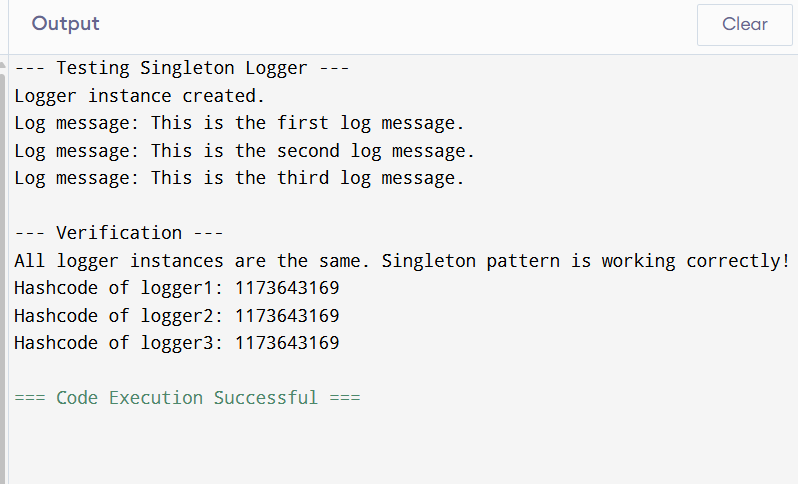 Output
Clear
--- Testing Singleton Logger ---
Logger instance created.
Log message: This is the first log message.
Log message: This is the second log message.
Log message: This is the third log message.
--- Verification ---
All logger instances are the same. Singleton pattern is working correctly!
Hashcode of logger1: 1173643169
Hashcode of logger2: 1173643169
Hashcode of logger3: 1173643169
=== Code Execution Successful ===